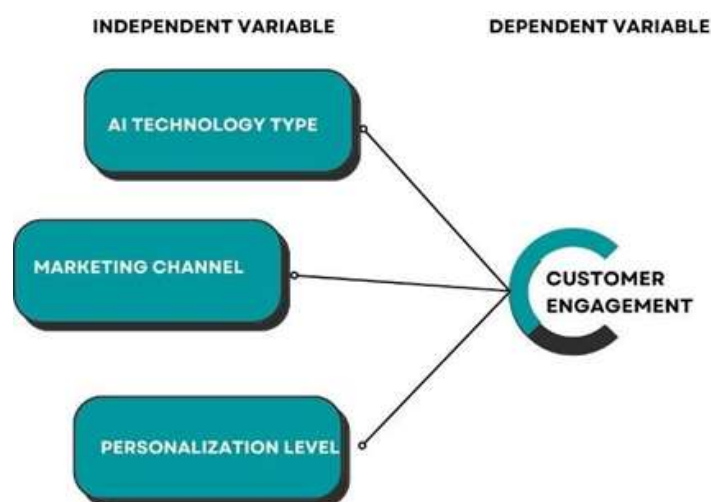 INDEPENDENT VARIABLE
DEPENDENT VARIABLE
AI TECHNOLOGY TYPE
MARKETING CHANNEL
CUSTOMER
ENGAGEMENT
PERSONALIZATION LEVEL